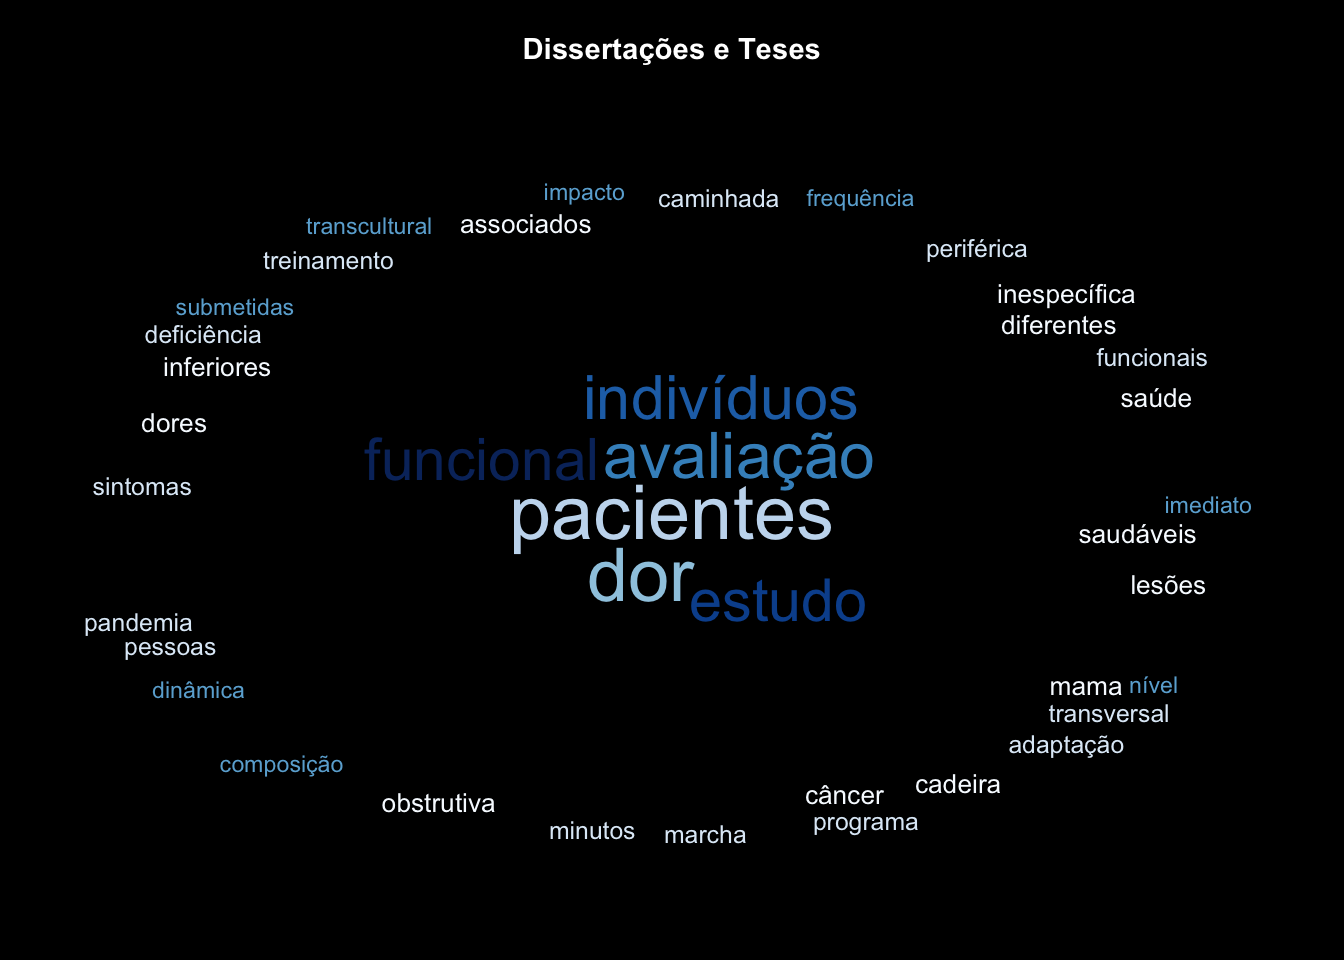 Dissertações e Teses
impacto
caminhada
frequência
transcultural
associados
periférica
treinamento
inespecífica
submetidas
diferentes
deficiência
funcionais
inferiores
indivíduos
saúde
dores
funcional
avaliação
sintomas
pacientes
imediato
saudáveis
dor
lesões
estudo
pandemia
pessoas
mama
nível
dinâmica
transversal
adaptação
composição
cadeira
câncer
obstrutiva
programa
minutos
marcha